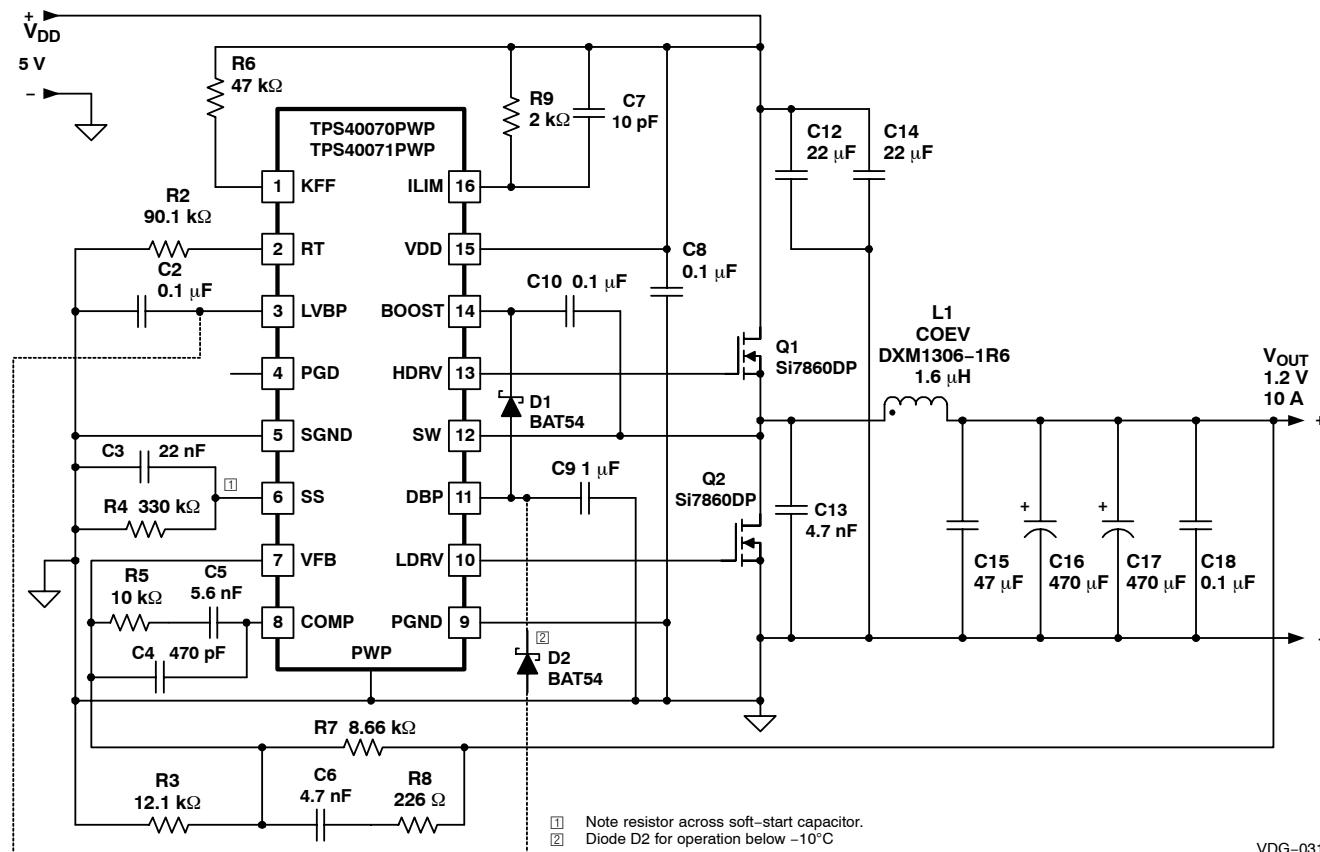 +
VDD
5 V
−
R6
47 kΩ
TPS40070PWP
TPS40071PWP
R9
2 kΩ
C7
10 pF
C12
22 μF
C14
22 μF
1 KFF
ILIM 16
R2
90.1 kΩ
2 RT
VDD 15
C8
0.1 μF
C2
0.1 μF
C10 0.1 μF
3 LVBP
BOOST 14
L1
COEV
DXM1306−1R6
1.6 μH
Q1
Si7860DP
VOUT
1.2 V
10 A
4 PGD
HDRV 13
D1
BAT54
+
5 SGND
SW 12
C3 22 nF
1
C9 1 μF
Q2
Si7860DP
6 SS
DBP 11
R4 330 kΩ
C13
4.7 nF
+
+
7 VFB
LDRV 10
C15
47 μF
C16
470 μF
C17
470 μF
C18
0.1 μF
R5
10 kΩ
C5
5.6 nF
8 COMP
PGND 9
2
C4 470 pF
PWP
D2
BAT54
−
R7 8.66 kΩ
R3
12.1 kΩ
C6
4.7 nF
R8
226 Ω
1 Note resistor across soft−start capacitor.
2 Diode D2 for operation below −10°C